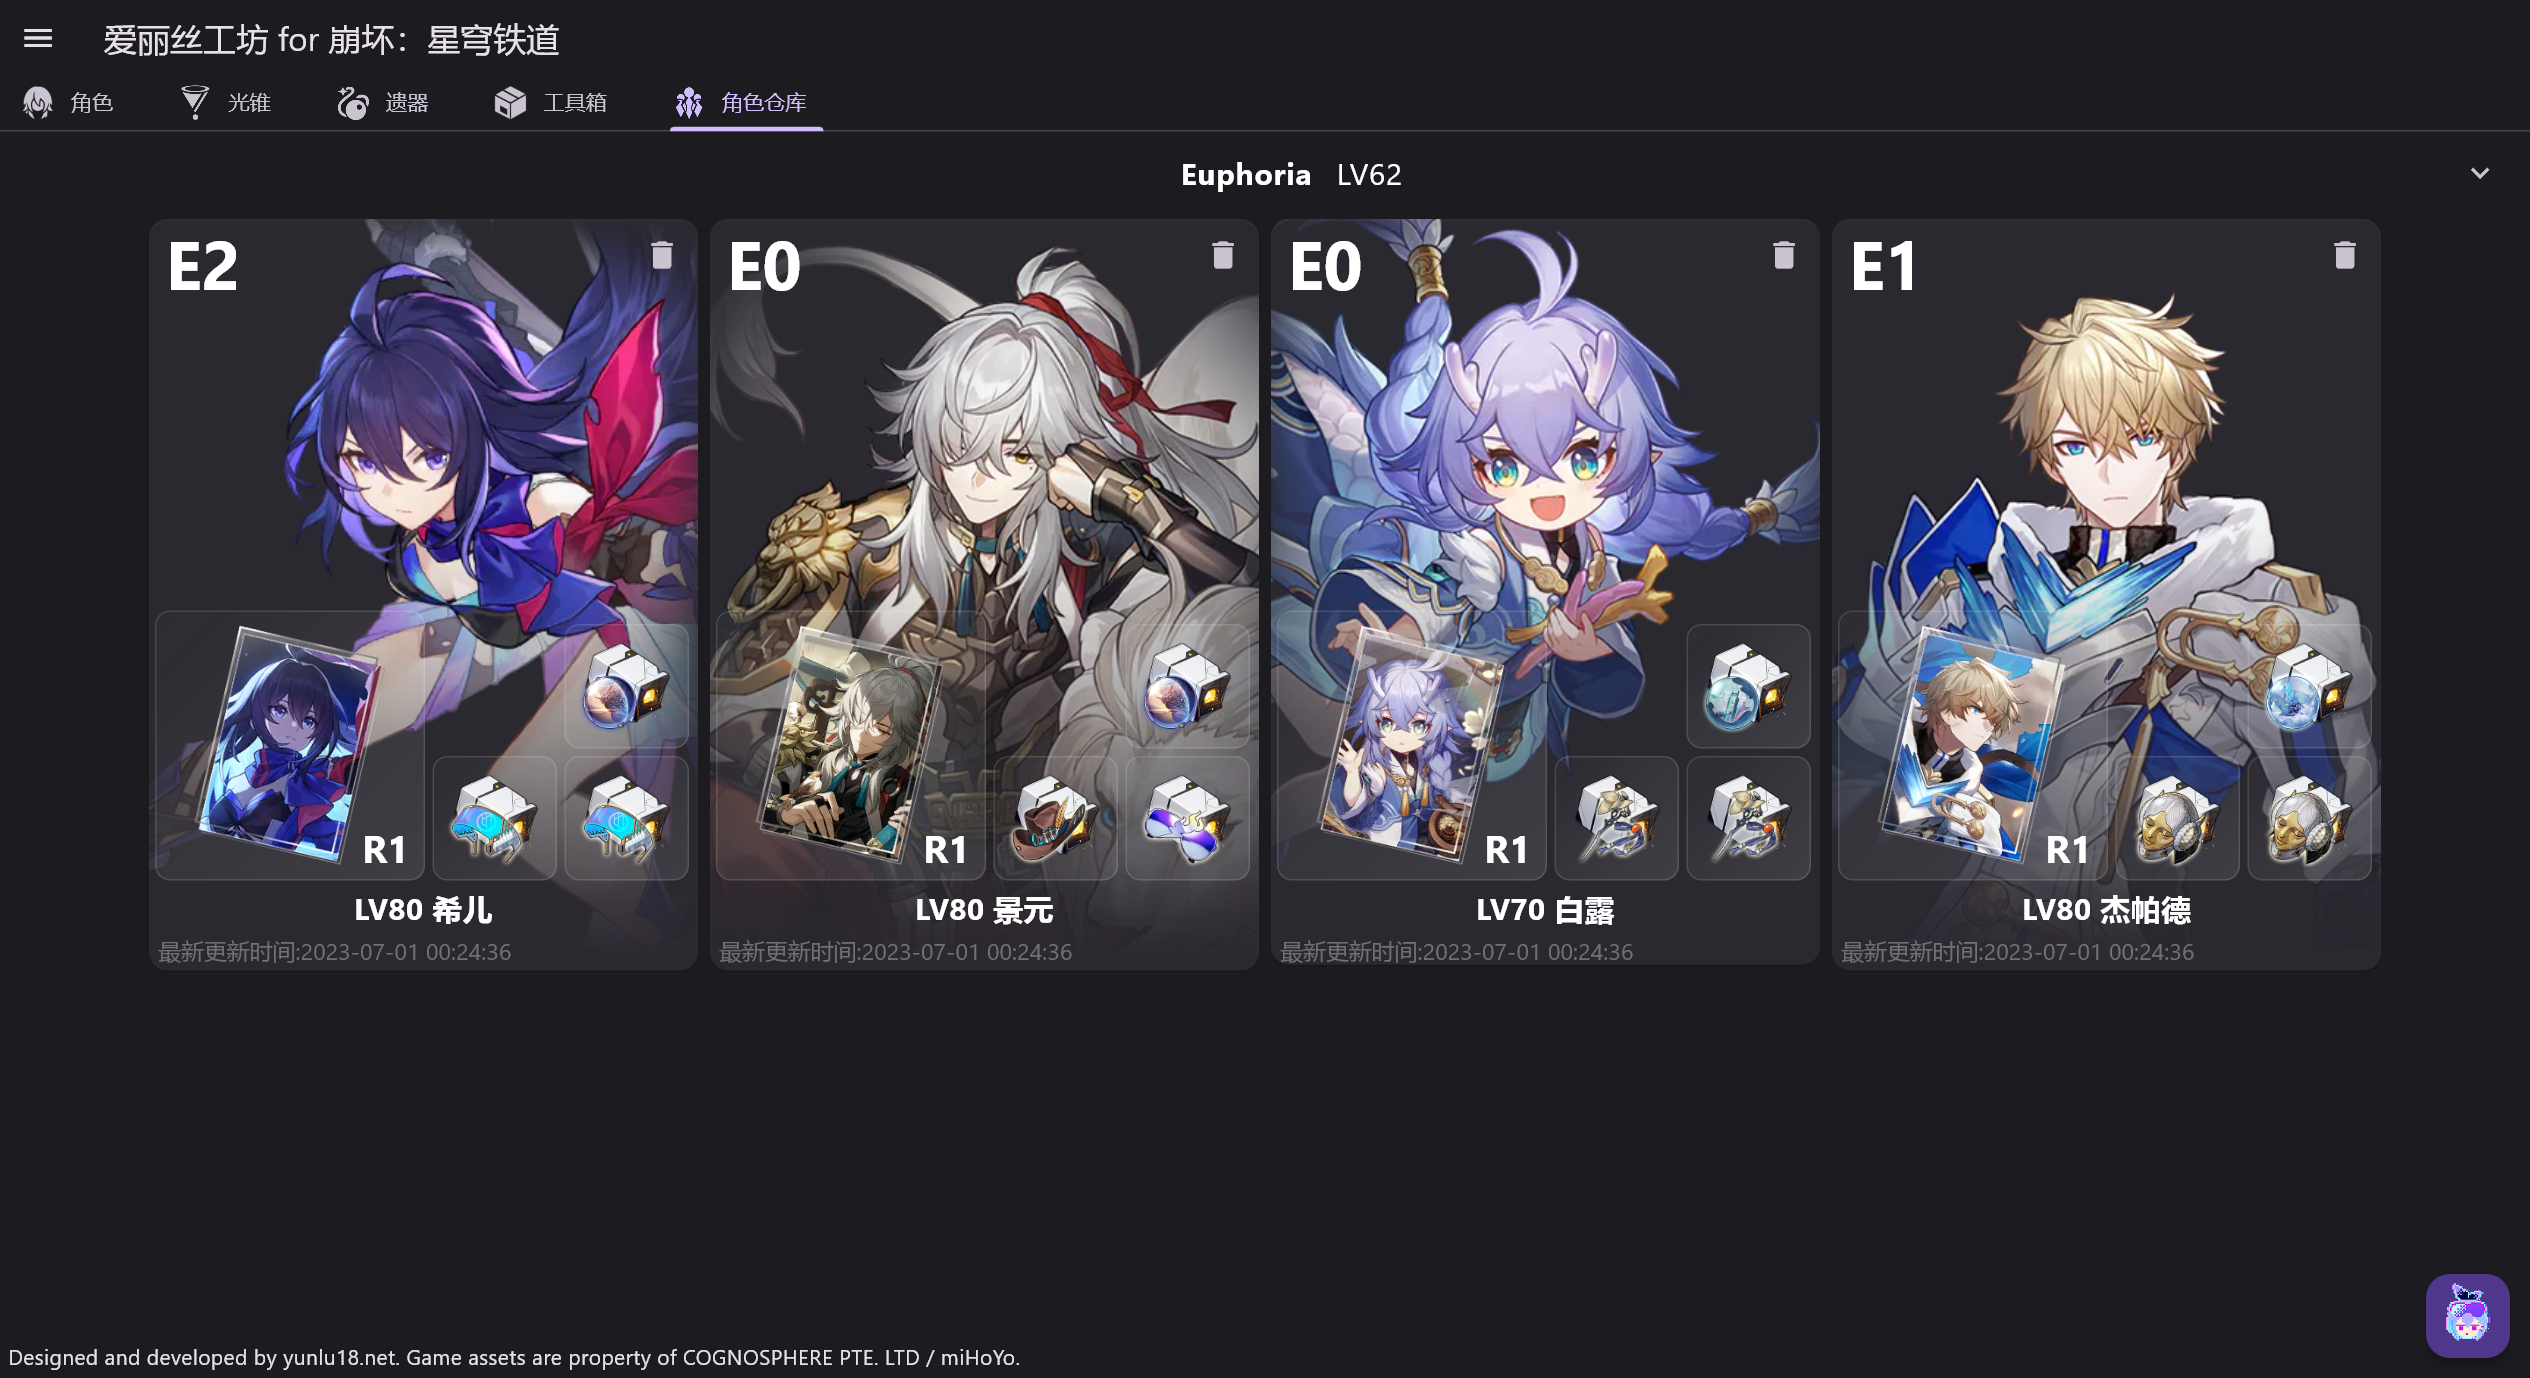 爱丽丝工坊 for 崩坏：星穹铁道
角色
光锥
遗器
工具箱
角色仓库
Euphoria LV62
E2
R1
LV80 希儿
最新更新时间:2023-07-01 00:24:36
E0
R1
LV80 景元
最新更新时间:2023-07-01 00:24:36
E0
R1
LV70 白露
最新更新时间:2023-07-01 00:24:36
E1
R1
LV80 杰帕德
最新更新时间:2023-07-01 00:24:36
Designed and developed by yunlu18.net. Game assets are property of COGNOSPHERE PTE. LTD / miHoYo.